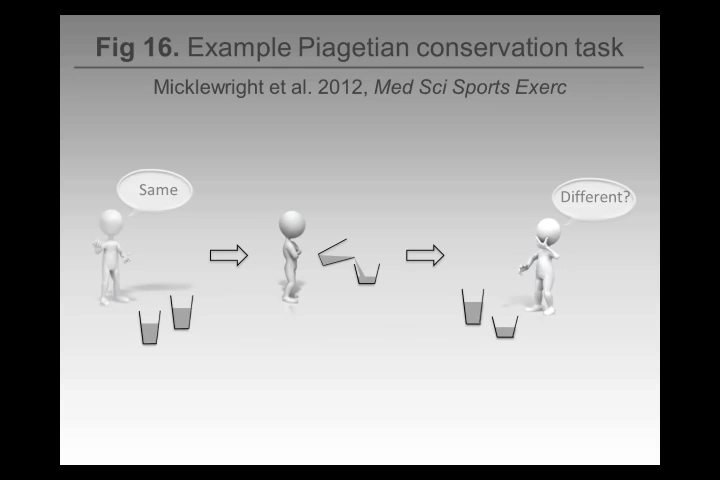 Fig 16. Example Piagetian conservation task
Micklewright et al. 2012, Med Sci Sports Exerc
Same
Different?